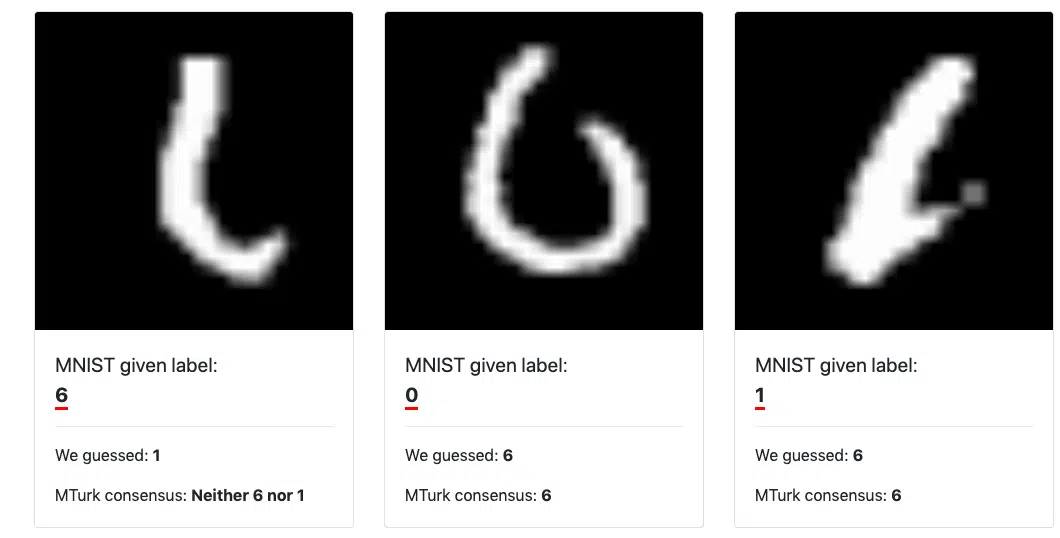 MNIST given label:
6
We guessed: 1
MTurk consensus: Neither 6 nor 1
MNIST given label:
0
We guessed: 6
MTurk consensus: 6
MNIST given label:
1
We guessed: 6
MTurk consensus: 6